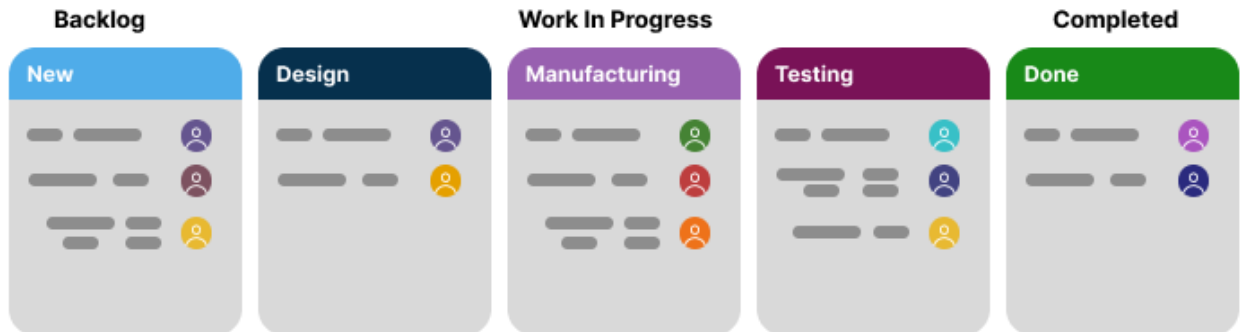 Backlog
Work In Progress
Completed
New
Design
Manufacturing
Testing
Done